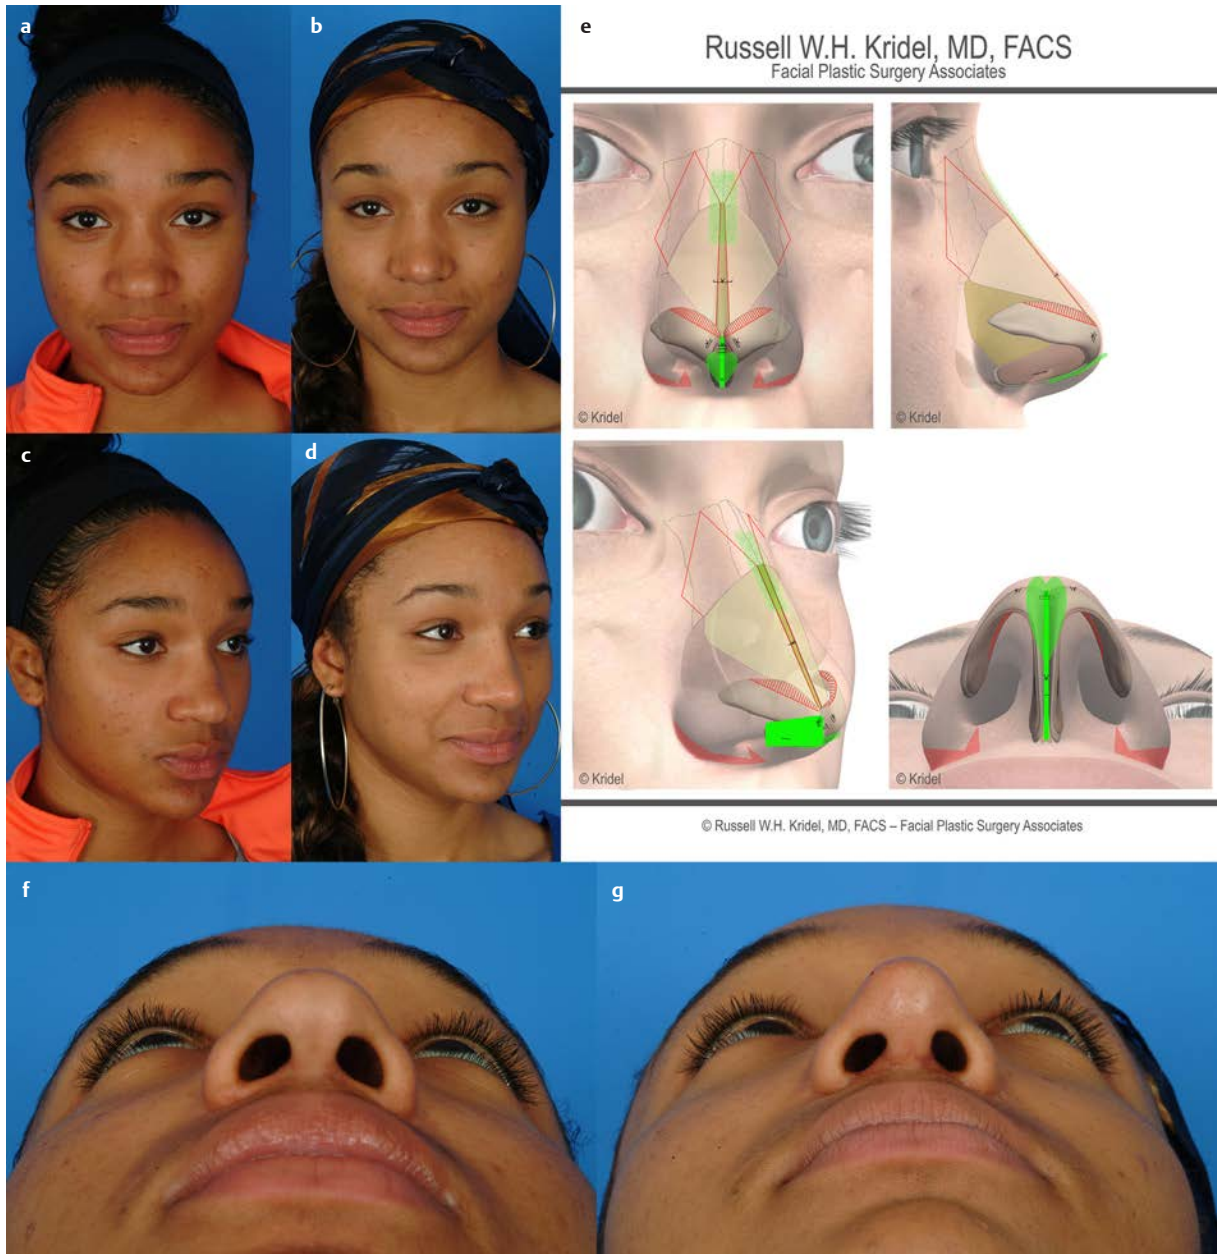 a
b
e
Russell W.H. Kridel, MD, FACS
Facial Plastic Surgery Associates
© Kridel
© Kridel
c
d
© Kridel
© Kridel
© Russell W.H. Kridel, MD, FACS – Facial Plastic Surgery Associates
f
g